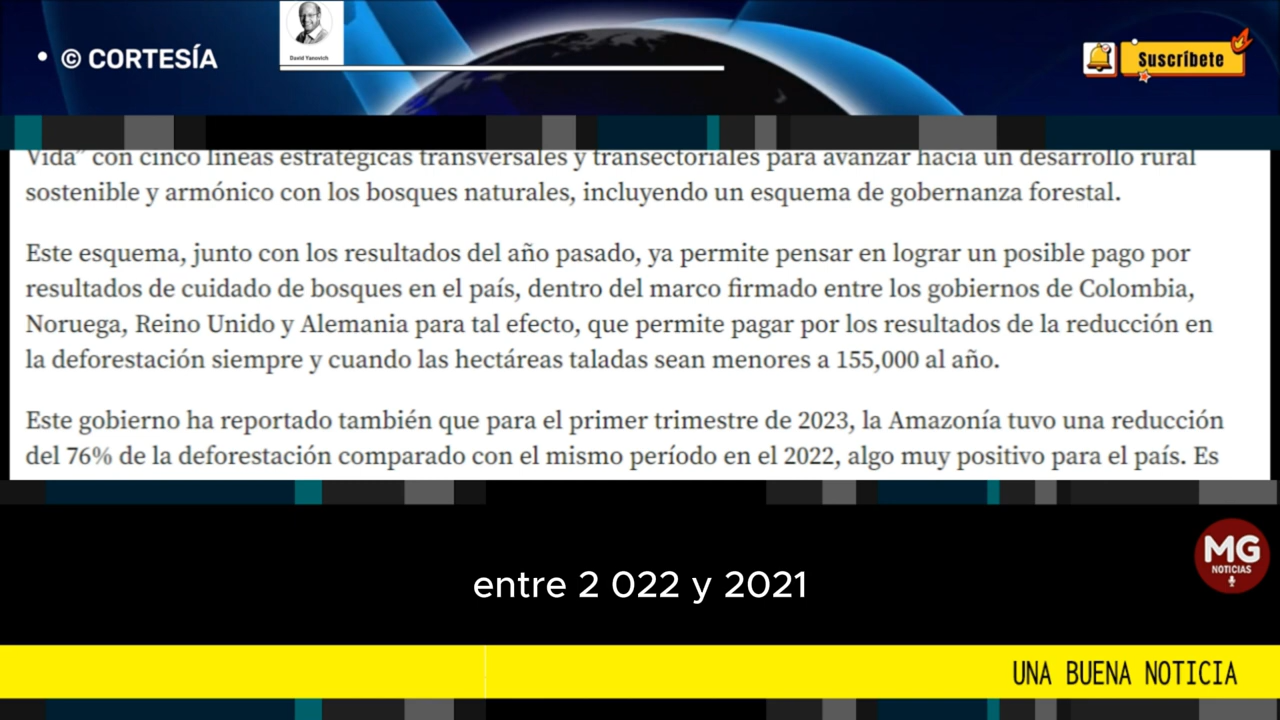 • © CORTESÍA
David Yanovich
Suscríbete
Vida” con cinco líneas estratégicas transversales y transectoriales para avanzar hacia un desarrollo rural
sostenible y armónico con los bosques naturales, incluyendo un esquema de gobernanza forestal.
Este esquema, junto con los resultados del año pasado, ya permite pensar en lograr un posible pago por
resultados de cuidado de bosques en el país, dentro del marco firmado entre los gobiernos de Colombia,
Noruega, Reino Unido y Alemania para tal efecto, que permite pagar por los resultados de la reducción en
la deforestación siempre y cuando las hectáreas taladas sean menores a 155,000 al año.
Este gobierno ha reportado también que para el primer trimestre de 2023, la Amazonía tuvo una reducción
del 76% de la deforestación comparado con el mismo período en el 2022, algo muy positivo para el país. Es
MG
NOTICIAS
entre 2 022 y 2021
UNA BUENA NOTICIA